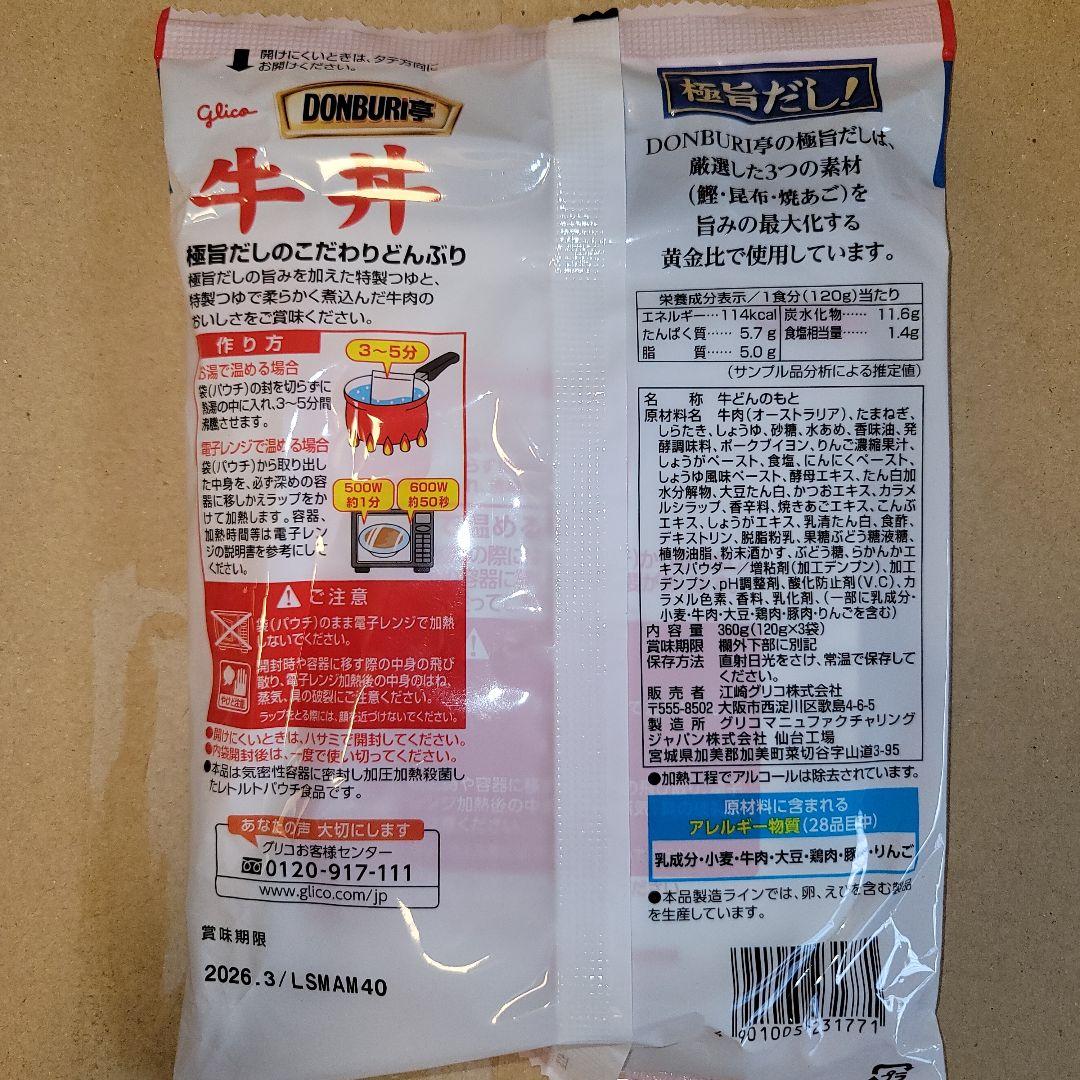 開けにくいときは、タテ方向に
お開けください。
Glico
DONBURI亭
牛丼
極旨だしのこだわりどんぶり
極旨だしの旨みを加えた特製つゆと、
特製つゆで柔らかく煮込んだ牛肉の
おいしさをご賞味ください。
作り方
お湯で温める場合
袋(パウチ)の封を切らずに
熱湯の中に入れ、3~5分間
沸騰させます。
3~5分
電子レンジで温める場合
袋(パウチ)から取り出し
た中身を、必ず深めの容
器に移しかえラップをか
けて加熱します。容器、
加熱時間等は電子レン
ジの説明書を参考にして
ください。
500W
約1分
600W
約50秒
ご注意
袋(パウチ)のまま電子レンジで加熱
しないでください。
開封時や容器に移す際の中身の飛び
散り、電子レンジ加熱後の中身のはね、
蒸気、具の破裂にご注意ください。
ラップをとる際には、顔を近づけないでください。
やけど注意
●開けにくいときは、ハサミで開封してください。
●内袋開封後は、一度で使い切ってください。
●本品は気密性容器に密封し加圧加熱殺菌し
たレトルトパウチ食品です。
あなたの声 大切にします
グリコお客様センター
0120-917-111
www.glico.com/jp
賞味期限
2026.3/LSMAM40
極旨だし!
DONBURI亭の極旨だしは、
厳選した3つの素材
(鰹・昆布・焼あご)を
旨みの最大化する
黄金比で使用しています。
栄養成分表示/1食分(120g)当たり
エネルギー…114kcal 炭水化物…… 11.6g
たんぱく質…… 5.7g 食塩相当量…… 1.4g
脂 質…… 5.0g
(サンプル品分析による推定値)
名 称 牛どんのもと
原材料名 牛肉(オーストラリア)、たまねぎ、
しらたき、しょうゆ、砂糖、水あめ、香味油、発
酵調味料、ポークブイヨン、りんご濃縮果汁、
しょうがペースト、食塩、にんにくペースト、
しょうゆ風味ペースト、酵母エキス、たん白加
水分解物、大豆たん白、かつおエキス、カラメ
ルシラップ、香辛料、焼きあごエキス、こんぶ
エキス、しょうがエキス、乳清たん白、食酢、
デキストリン、脱脂粉乳、果糖ぶどう糖液糖、
植物油脂、粉末酒かす、ぶどう糖、らかんかエ
キスパウダー/増粘剤(加工デンプン)、加工
デンプン、pH調整剤、酸化防止剤(V.C)、カ
ラメル色素、香料、乳化剤、(一部に乳成分・
小麦・牛肉・大豆・鶏肉・豚肉・りんごを含む)
内 容 量 360g(120g×3袋)
賞味期限 欄外下部に別記
保存方法 直射日光をさけ、常温で保存して
ください。
販 売 者 江崎グリコ株式会社
〒555-8502 大阪市西淀川区歌島4-6-5
製 造 所 グリコマニュファクチャリング
ジャパン株式会社 仙台工場
宮城県加美郡加美町菜切谷字山道3-95
●加熱工程でアルコールは除去されています。
原材料に含まれる
アレルギー物質(28品目中)
乳成分・小麦・牛肉・大豆・鶏肉・豚肉・りんご
●本品製造ラインでは、卵、えびを含む製品
を生産しています。
901005 231771
プラ